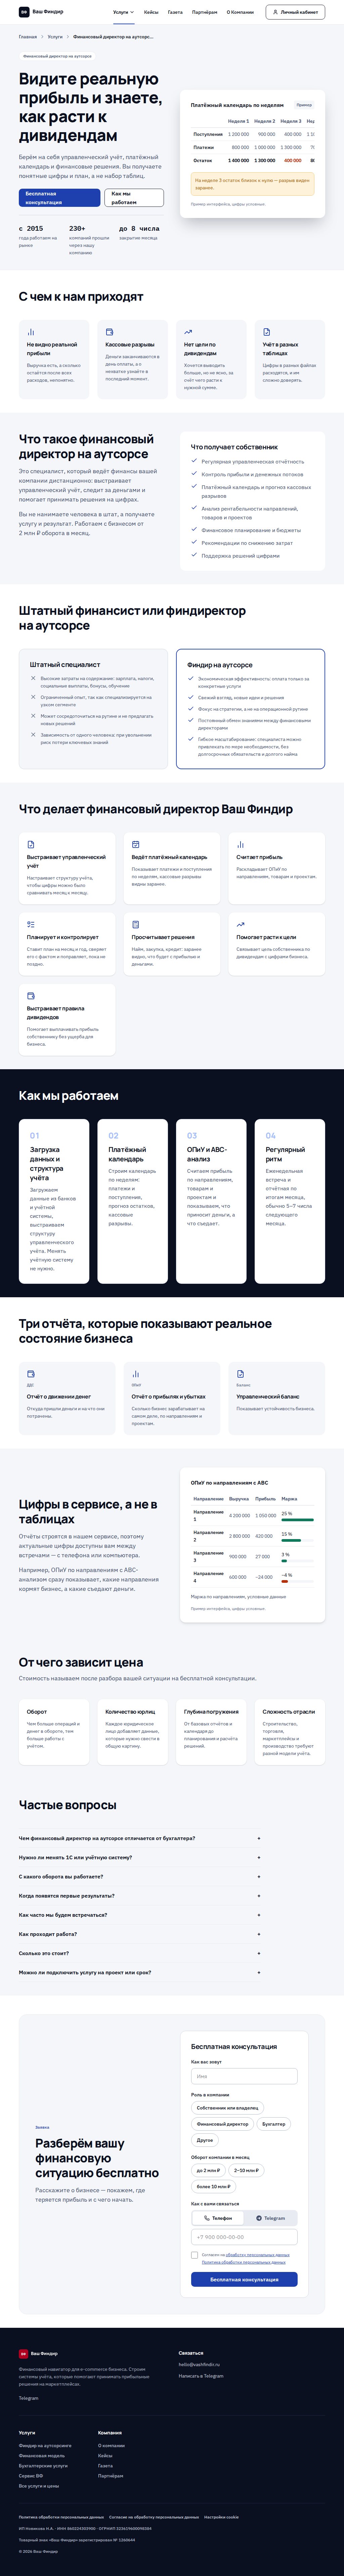 ВФ Ваш Финдир
Услуги
Кейсы
Газета
Партнёрам
О Компании
Личный кабинет
Главная > Услуги > Финансовый директор на аутсорс...
Финансовый директор на аутсорсе
Видите реальную
прибыль и знаете,
как расти к
дивидендам
Берём на себя управленческий учёт, платёжный
календарь и финансовые решения. Вы получаете
понятные цифры и план, а не набор таблиц.
Бесплатная
консультация
Как мы
работаем
с 2015
года работаем на
рынке
230+
компаний прошли
через нашу
команду
до 8 числа
закрытие месяца
Платёжный календарь по неделям
Пример
Неделя 1 Неделя 2 Неделя 3
Поступления 1 200 000 900 000 400 000
Платежи 800 000 1 000 000 1 300 000
Остаток 1 400 000 1 300 000 400 000
На неделе 3 остаток близко к нулю — разрыв виден
заранее.
Пример интерфейса, цифры условные.
С чем к нам приходят
Не видно реальной
прибыли
Выручка есть, а сколько
остаётся после всех
расходов, непонятно.
Кассовые разрывы
Деньги заканчиваются в
день оплаты, а о
нехватке узнаёте в
последний момент.
Нет цели по
дивидендам
Хочется выводить
больше, но не ясно, за
счёт чего расти и
какой нужен сумме.
Учёт в разных
таблицах
Цифры в разных файлах
расходятся, и им
сложно доверять.
Что такое финансовый
директор на аутсорсе
Это специалист, который ведёт финансы вашей
компании дистанционно: выстраивает
управленческий учёт, следит за деньгами и
помогает принимать решения на цифрах.
Вы не нанимаете человека в штат, а получаете
услугу и результат. Работаем с бизнесом от
2 млн ₽ оборота в месяц.
Что получает собственник
Регулярная управленческая отчётность
Контроль прибыли и денежных потоков
Платёжный календарь и прогноз кассовых
разрывов
Анализ рентабельности направлений,
товаров и проектов
Финансовое планирование и бюджеты
Рекомендации по снижению затрат
Поддержка решений цифрами
Штатный финансист или финдиректор
на аутсорсе
Штатный специалист
Высокие затраты на содержание: зарплата, налоги,
социальные выплаты, бонусы, обучение
Ограниченный опыт, так как специализируется на
узком сегменте
Может сосредоточиться на рутине и не предлагать
новых решений
Зависимость от одного человека: при увольнении
риск потери ключевых знаний
Финдир на аутсорсе
Экономическая эффективность: оплата только за
конкретные услуги
Свежий взгляд, новые идеи и решения
Фокус на стратегии, а не на операционной рутине
Постоянный обмен знаниями между финансовыми
директорами
Гибкое масштабирование: специалиста можно
привлекать по мере необходимости, без
долгосрочных обязательств и долгого найма
Что делает финансовый директор Ваш Финдир
Выстраивает управленческий
учёт
Настраивает структуру учёта,
чтобы цифры можно было
сравнивать месяц к месяцу.
Ведёт платёжный календарь
Показывает платежи и поступления
по неделям, кассовые разрывы
видны заранее.
Считает прибыль
Раскладывает ОПиУ по
направлениям, товарам и проектам.
Планирует и контролирует
Ставит план на месяц и год, сверяет
его с фактом и поправляет, пока не
поздно.
Просчитывает решения
Найм, закупка, кредит: заранее
видно, что будет с прибылью и
деньгами.
Помогает расти к цели
Связывает цель собственника по
дивидендам с цифрами бизнеса.
Выстраивает правила
дивидендов
Помогает выплачивать прибыль
собственнику без ущерба для
бизнеса.
Как мы работаем
01
Загрузка
данных и
структура
учёта
Загружаем
данные из банков
и учётной
системы,
выстраиваем
структуру
управленческого
учёта. Менять
учётную систему
не нужно.
02
Платёжный
календарь
Строим календарь
по неделям:
платежи и
поступления,
прогноз остатков,
кассовые
разрывы.
03
ОПиУ и ABC-
анализ
Считаем прибыль
по направлениям,
товарам и
проектам и
показываем, что
приносит деньги, а
что съедает.
04
Регулярный
ритм
Еженедельная
встреча и
отчётная по
итогам месяца,
обычно 5–7 числа
следующего
месяца.
Три отчёта, которые показывают реальное
состояние бизнеса
ДДС
Отчёт о движении денег
Откуда пришли деньги и на что они
потрачены.
ОПиУ
Отчёт о прибылях и убытках
Сколько бизнес зарабатывает на
самом деле, по направлениям и
проектам.
Баланс
Управленческий баланс
Показывает устойчивость бизнеса.
Цифры в сервисе, а не в
таблицах
Отчёты строятся в нашем сервисе, поэтому
актуальные цифры доступны вам между
встречами — с телефона или компьютера.
Например, ОПиУ по направлениям с ABC-
анализом сразу показывает, какие направления
кормят бизнес, а какие съедают деньги.
ОПиУ по направлениям с ABC
Направление Выручка Прибыль Маржа
Направление
1
4 200 000 1 050 000 25 %
Направление
2
2 800 000 420 000 15 %
Направление
3
900 000 27 000 3 %
Направление
4
600 000 −24 000 −4 %
Маржа по направлениям, условные данные
Пример интерфейса, цифры условные.
От чего зависит цена
Стоимость называем после разбора вашей ситуации на бесплатной консультации.
Оборот
Чем больше операций и
денег в обороте, тем
больше работы с
учётом.
Количество юрлиц
Каждое юридическое
лицо добавляет данные,
которые нужно свести в
общую картину.
Глубина погружения
От базовых отчётов и
календаря до
планирования и расчёта
решений.
Сложность отрасли
Строительство,
торговля,
маркетплейсы и
производство требуют
разной модели учёта.
Частые вопросы
Чем финансовый директор на аутсорсе отличается от бухгалтера? +
Нужно ли менять 1С или учётную систему? +
С какого оборота вы работаете? +
Когда появятся первые результаты? +
Как часто мы будем встречаться? +
Как проходит работа? +
Сколько это стоит? +
Можно ли подключить услугу на проект или срок? +
Заявка
Разберём вашу
финансовую
ситуацию бесплатно
Расскажите о бизнесе — покажем, где
теряется прибыль и с чего начать.
Бесплатная консультация
Как вас зовут
Имя
Роль в компании
Собственник или владелец
Финансовый директор
Бухгалтер
Другое
Оборот компании в месяц
до 2 млн ₽
2–10 млн ₽
более 10 млн ₽
Как с вами связаться
Телефон
Telegram
+7 900 000-00-00
Согласен на обработку персональных данных.
Политика обработки персональных данных
Бесплатная консультация
ВФ Ваш Финдир
Финансовый навигатор для e-commerce бизнеса. Строим
системы учёта, которые помогают предпринимателям расти на
маркетплейсах.
Telegram
Связаться
hello@vashfindir.ru
Написать в Telegram
Услуги
Финдир на аутсорсинге
Финансовая модель
Бухгалтерские услуги
Сервис ВФ
Все услуги и цены
Компания
О компании
Кейсы
Газета
Партнёрам
Политика обработки персональных данных
Согласие на обработку персональных данных
Настройки cookie
© 2026 Ваш Финдир